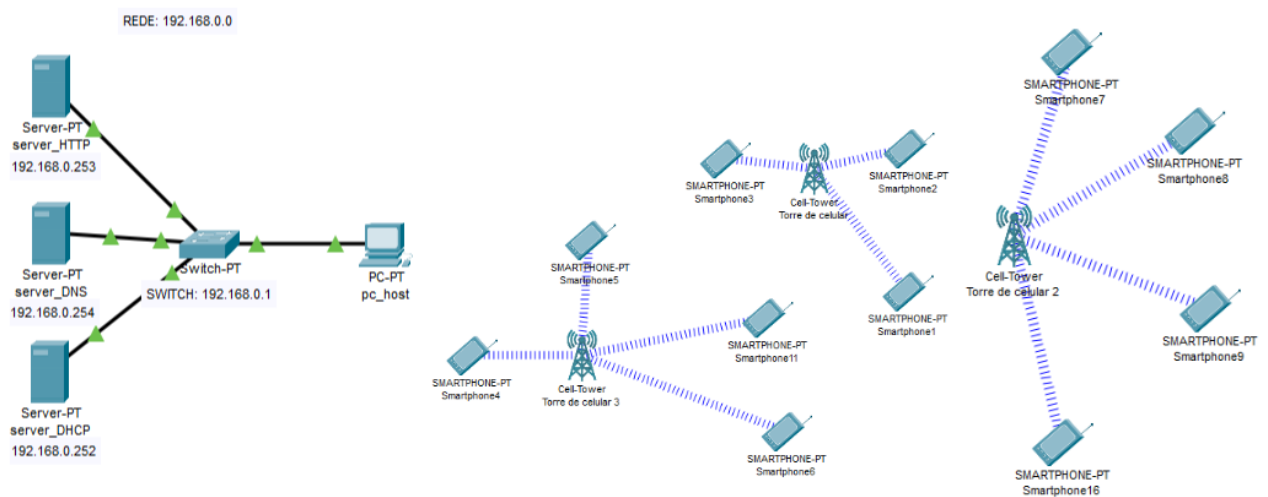 REDE: 192.168.0.0
Server-PT
server_HTTP
192.168.0.253
Server-PT
server_DNS
192.168.0.254
Server-PT
server_DHCP
192.168.0.252
Switch-PT
SWITCH: 192.168.0.1
PC-PT
pc_host
SMARTPHONE-PT
Smartphone5
SMARTPHONE-PT
Smartphone4
Cell-Tower
Torre de celular 3
SMARTPHONE-PT
Smartphone11
SMARTPHONE-PT
Smartphone6
SMARTPHONE-PT
Smartphone3
Cell-Tower
Torre de celular
SMARTPHONE-PT
Smartphone2
SMARTPHONE-PT
Smartphone1
SMARTPHONE-PT
Smartphone7
SMARTPHONE-PT
Smartphone8
Cell-Tower
Torre de celular 2
SMARTPHONE-PT
Smartphone9
SMARTPHONE-PT
Smartphone16